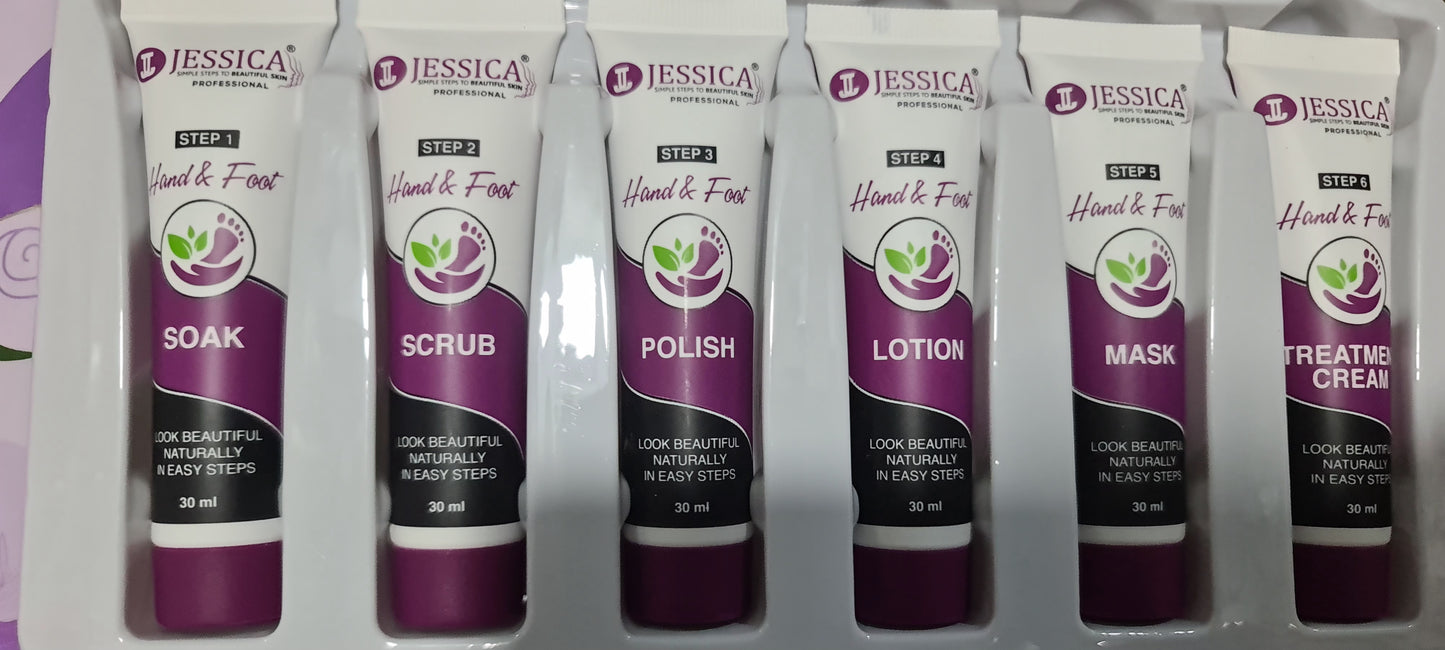 JESSICA®
SIMPLE STEPS TO BEAUTIFUL SKIN
PROFESSIONAL
STEP 1
Hand & Foot
SOAK
LOOK BEAUTIFUL
NATURALLY
IN EASY STEPS
30 ml
JESSICA®
SIMPLE STEPS TO BEAUTIFUL SKIN
PROFESSIONAL
STEP 2
Hand & Foot
SCRUB
LOOK BEAUTIFUL
NATURALLY
IN EASY STEPS
30 ml
JESSICA®
SIMPLE STEPS TO BEAUTIFUL SKIN
PROFESSIONAL
STEP 3
Hand & Foot
POLISH
LOOK BEAUTIFUL
NATURALLY
IN EASY STEPS
30 ml
JESSICA®
SIMPLE STEPS TO BEAUTIFUL SKIN
PROFESSIONAL
STEP 4
Hand & Foot
LOTION
LOOK BEAUTIFUL
NATURALLY
IN EASY STEPS
30 ml
JESSICA®
SIMPLE STEPS TO BEAUTIFUL SKIN
PROFESSIONAL
STEP 5
Hand & Foot
MASK
LOOK BEAUTIFUL
NATURALLY
IN EASY STEPS
30 ml
JESSICA®
SIMPLE STEPS TO BEAUTIFUL SKIN
PROFESSIONAL
STEP 6
Hand & Foot
TREATMEN
CREAM
LOOK BEAUTIFUL
NATURALLY
IN EASY STEPS
30 ml